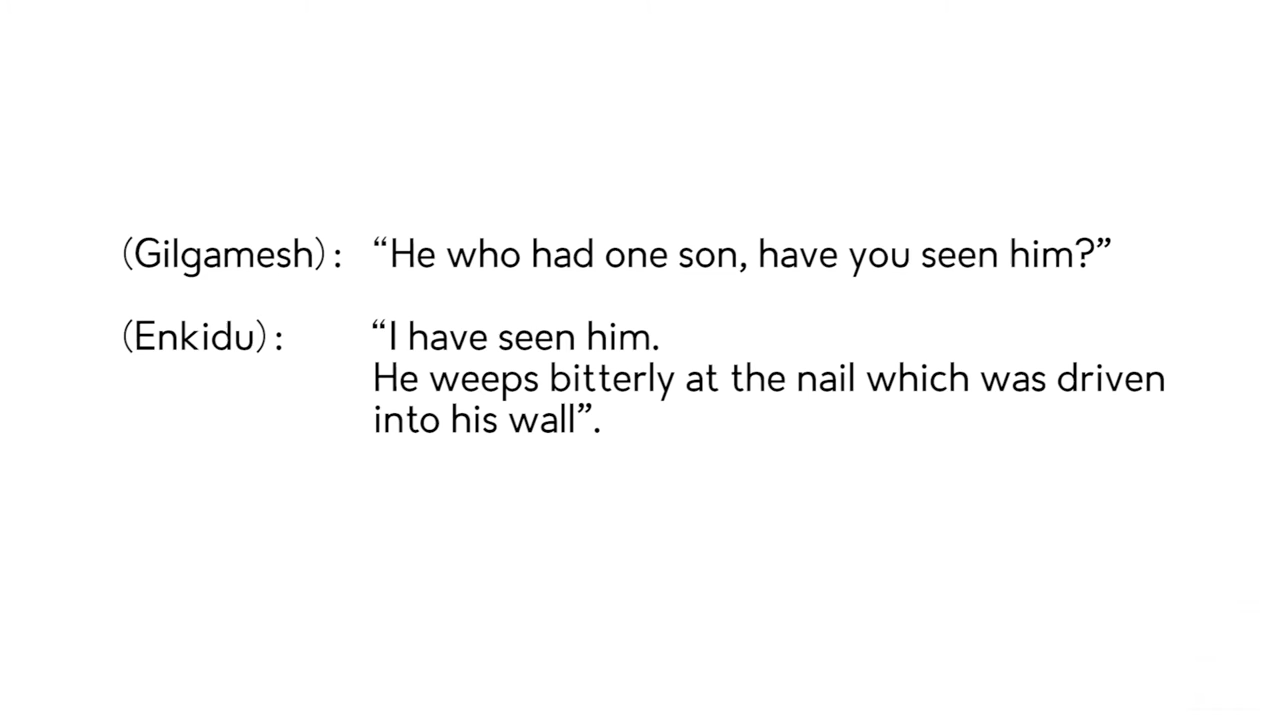 (Gilgamesh): “He who had one son, have you seen him?”
(Enkidu): “I have seen him.
He weeps bitterly at the nail which was driven
into his wall”.